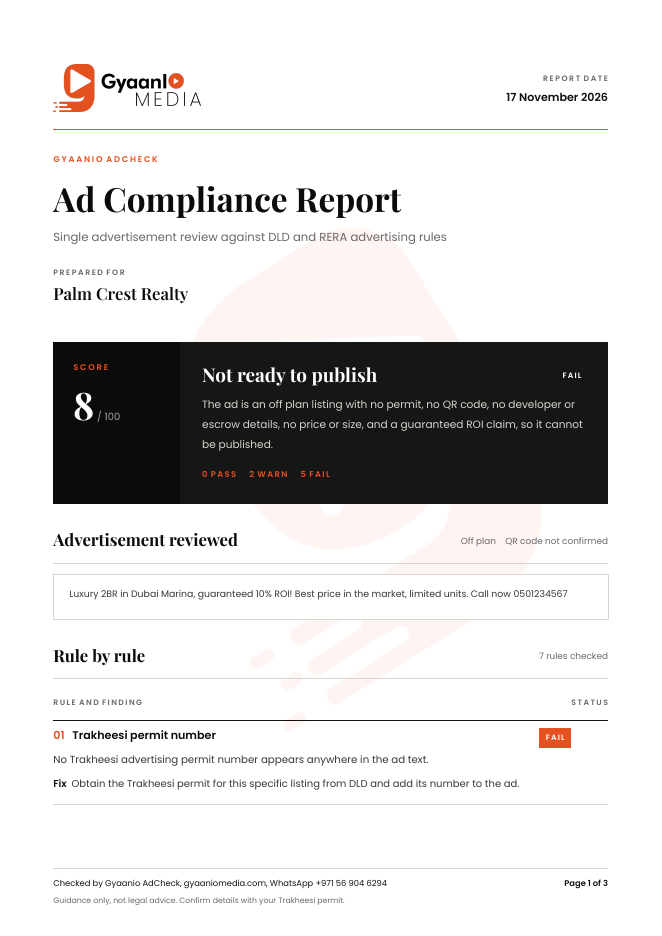 Gyaanio
MEDIA
REPORT DATE
17 November 2026
GYAANIO ADCHECK
Ad Compliance Report
Single advertisement review against DLD and RERA advertising rules
PREPARED FOR
Palm Crest Realty
SCORE
8 / 100
Not ready to publish
FAIL
The ad is an off plan listing with no permit, no QR code, no developer or
escrow details, no price or size, and a guaranteed ROI claim, so it cannot
be published.
0 PASS 2 WARN 5 FAIL
Advertisement reviewed
Off plan QR code not confirmed
Luxury 2BR in Dubai Marina, guaranteed 10% ROI! Best price in the market, limited units. Call now 0501234567
Rule by rule
7 rules checked
RULE AND FINDING
STATUS
01 Trakheesi permit number
FAIL
No Trakheesi advertising permit number appears anywhere in the ad text.
Fix Obtain the Trakheesi permit for this specific listing from DLD and add its number to the ad.
Checked by Gyaanio AdCheck, gyaaniomedia.com, WhatsApp +971 56 904 6294
Page 1 of 3
Guidance only, not legal advice. Confirm details with your Trakheesi permit.